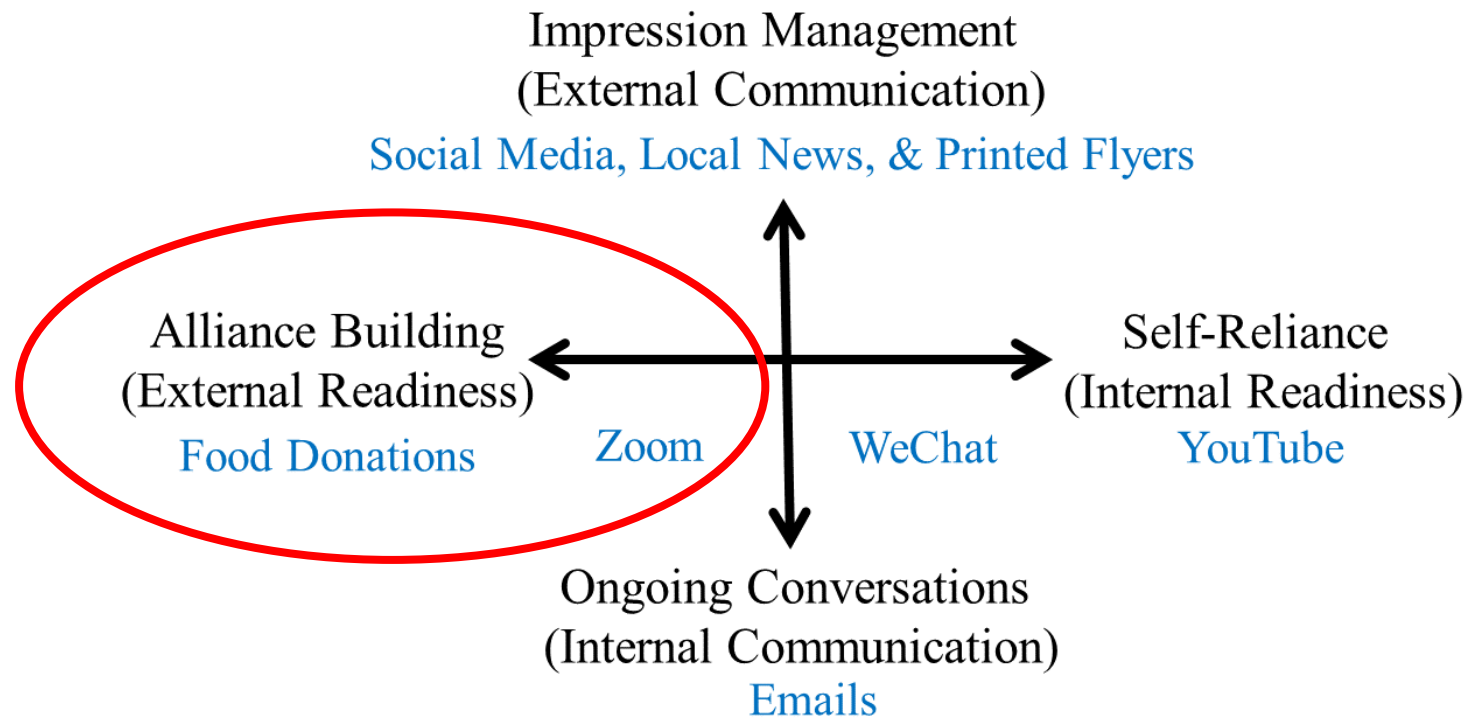 Impression Management
(External Communication)
Social Media, Local News, & Printed Flyers
Alliance Building
(External Readiness)
Food Donations
Zoom
WeChat
Self-Reliance
(Internal Readiness)
YouTube
Ongoing Conversations
(Internal Communication)
Emails